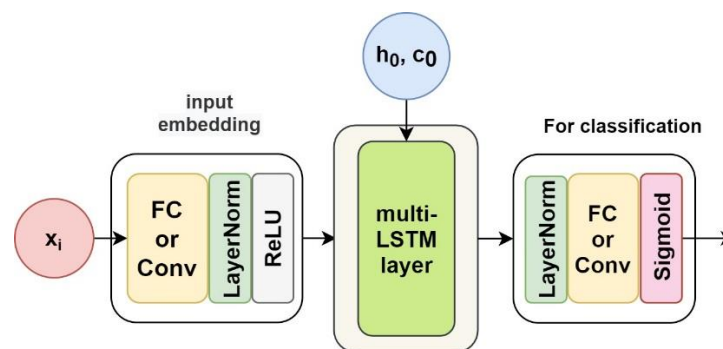 h₀, c₀
input
embedding
For classification
xᵢ
FC
or
Conv
LayerNorm
ReLU
multi-
LSTM
layer
LayerNorm
FC
or
Conv
Sigmoid